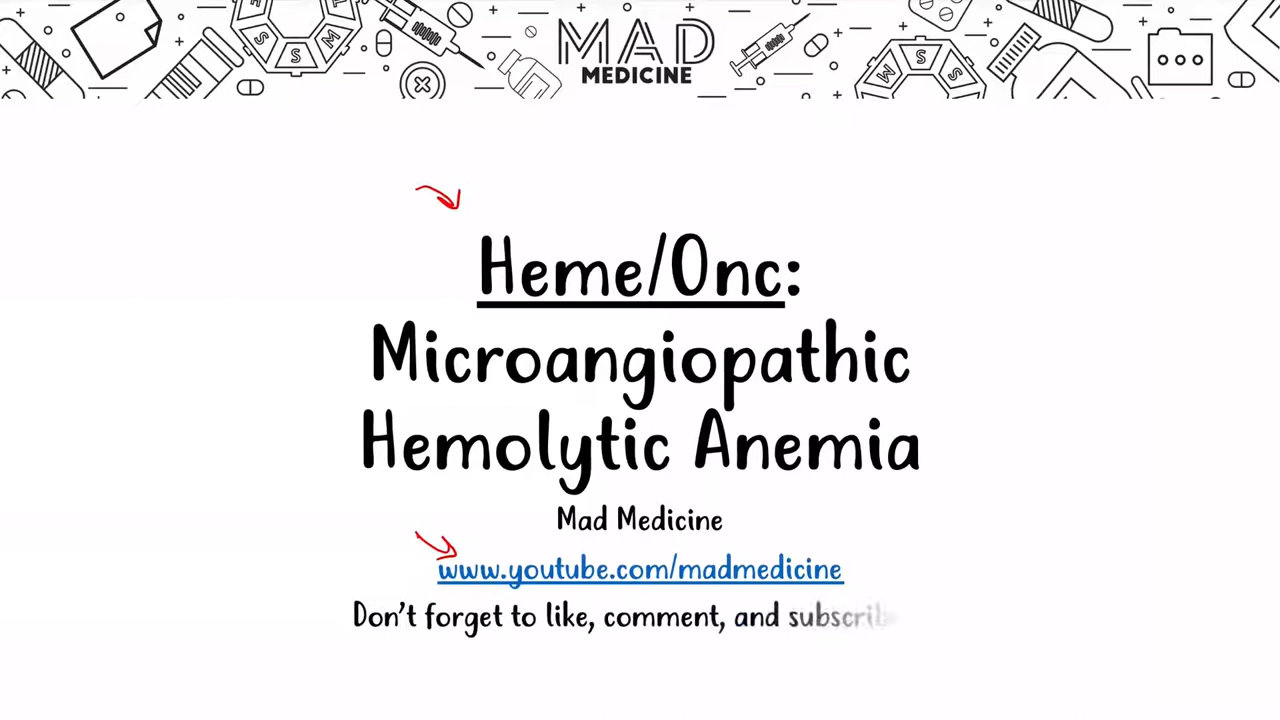 MAD
MEDICINE
Heme/Onc:
Microangiopathic
Hemolytic Anemia
Mad Medicine
www.youtube.com/madmedicine
Don't forget to like, comment, and subscribe